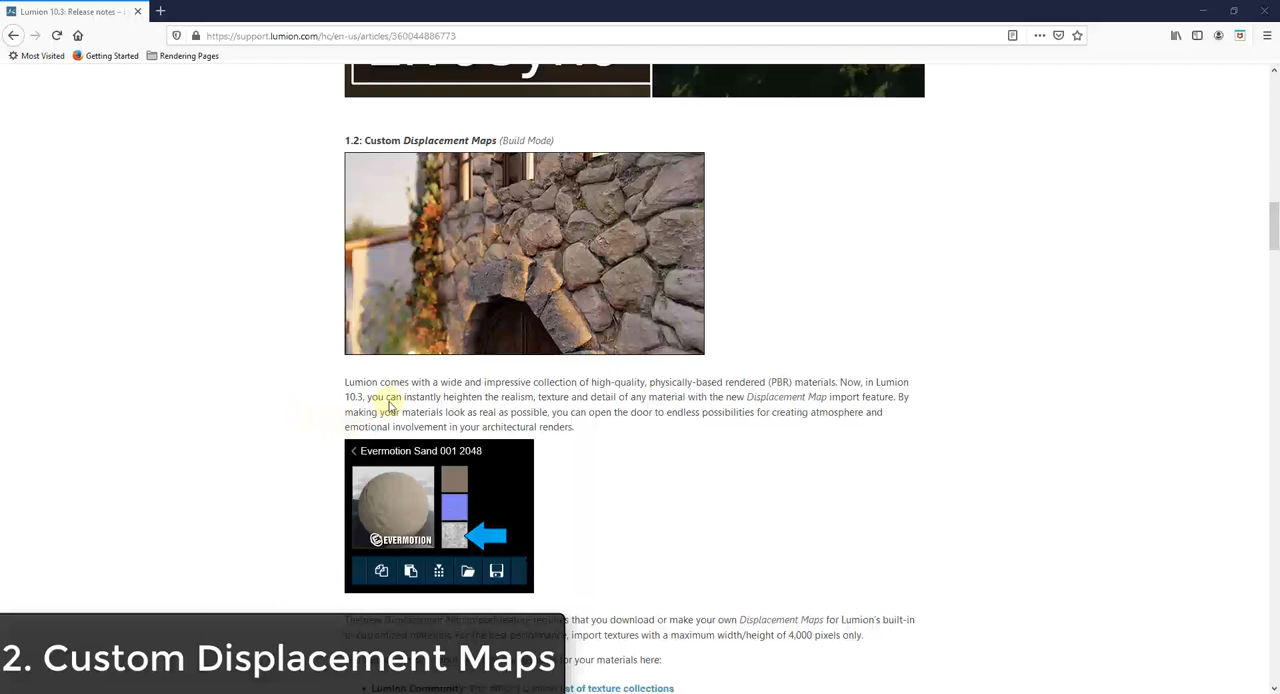 Lumion 10.3: Release notes –
https://support.lumion.com/hc/en-us/articles/360044886773
Most Visited Getting Started Rendering Pages
1.2: Custom Displacement Maps (Build Mode)
Lumion comes with a wide and impressive collection of high-quality, physically-based rendered (PBR) materials. Now, in Lumion
10.3, you can instantly heighten the realism, texture and detail of any material with the new Displacement Map import feature. By
making your materials look as real as possible, you can open the door to endless possibilities for creating atmosphere and
emotional involvement in your architectural renders.
Evermotion Sand 001 2048
EVERMOTION
that you download or make your own Displacement Maps for Lumion's built-in
import textures with a maximum width/height of 4,000 pixels only.
for your materials here:
2. Custom Displacement Maps
list of texture collections